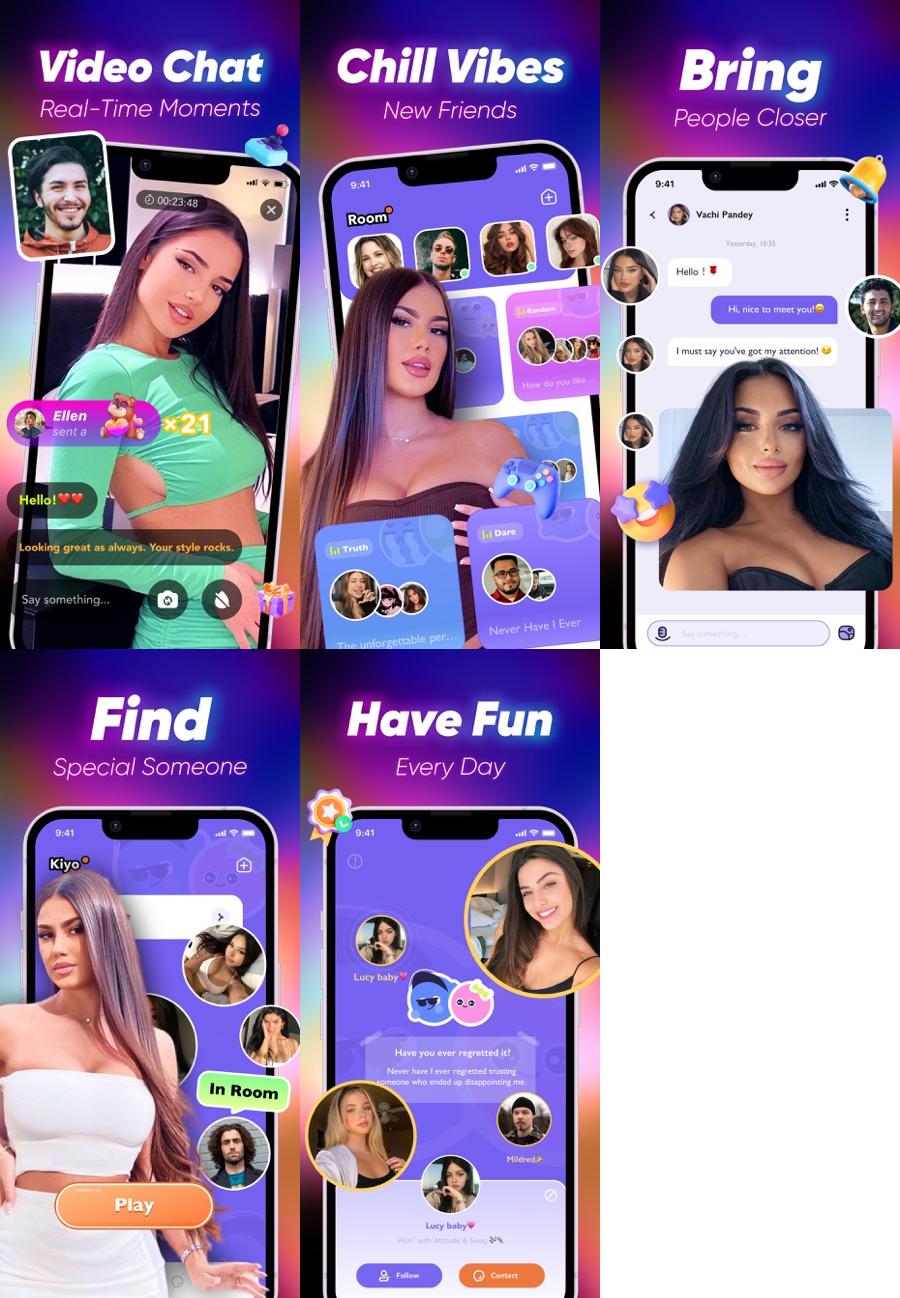 Video Chat
Real-Time Moments
00:23:48
Ellen
sent a
×21
Hello!❤❤
Looking great as always. Your style rocks.
Say something...
Chill Vibes
New Friends
9:41
Room
Random
How do you like...
Truth
The unforgettable per...
Dare
Never Have I Ever
Bring
People Closer
9:41
Vachi Pandey
Yesterday, 10:35
Hello ! 🌹
Hi, nice to meet you!😄
I must say you've got my attention! 😏
Say something...
Find
Special Someone
9:41
Kiyo
In Room
Play
Have Fun
Every Day
9:41
Lucy baby💗
Have you ever regretted it?
Never have I ever regretted trusting
someone who ended up disappointing me.
Mildred🎉
Lucy baby💗
Vibin' with Attitude & Swag
Follow
Contact